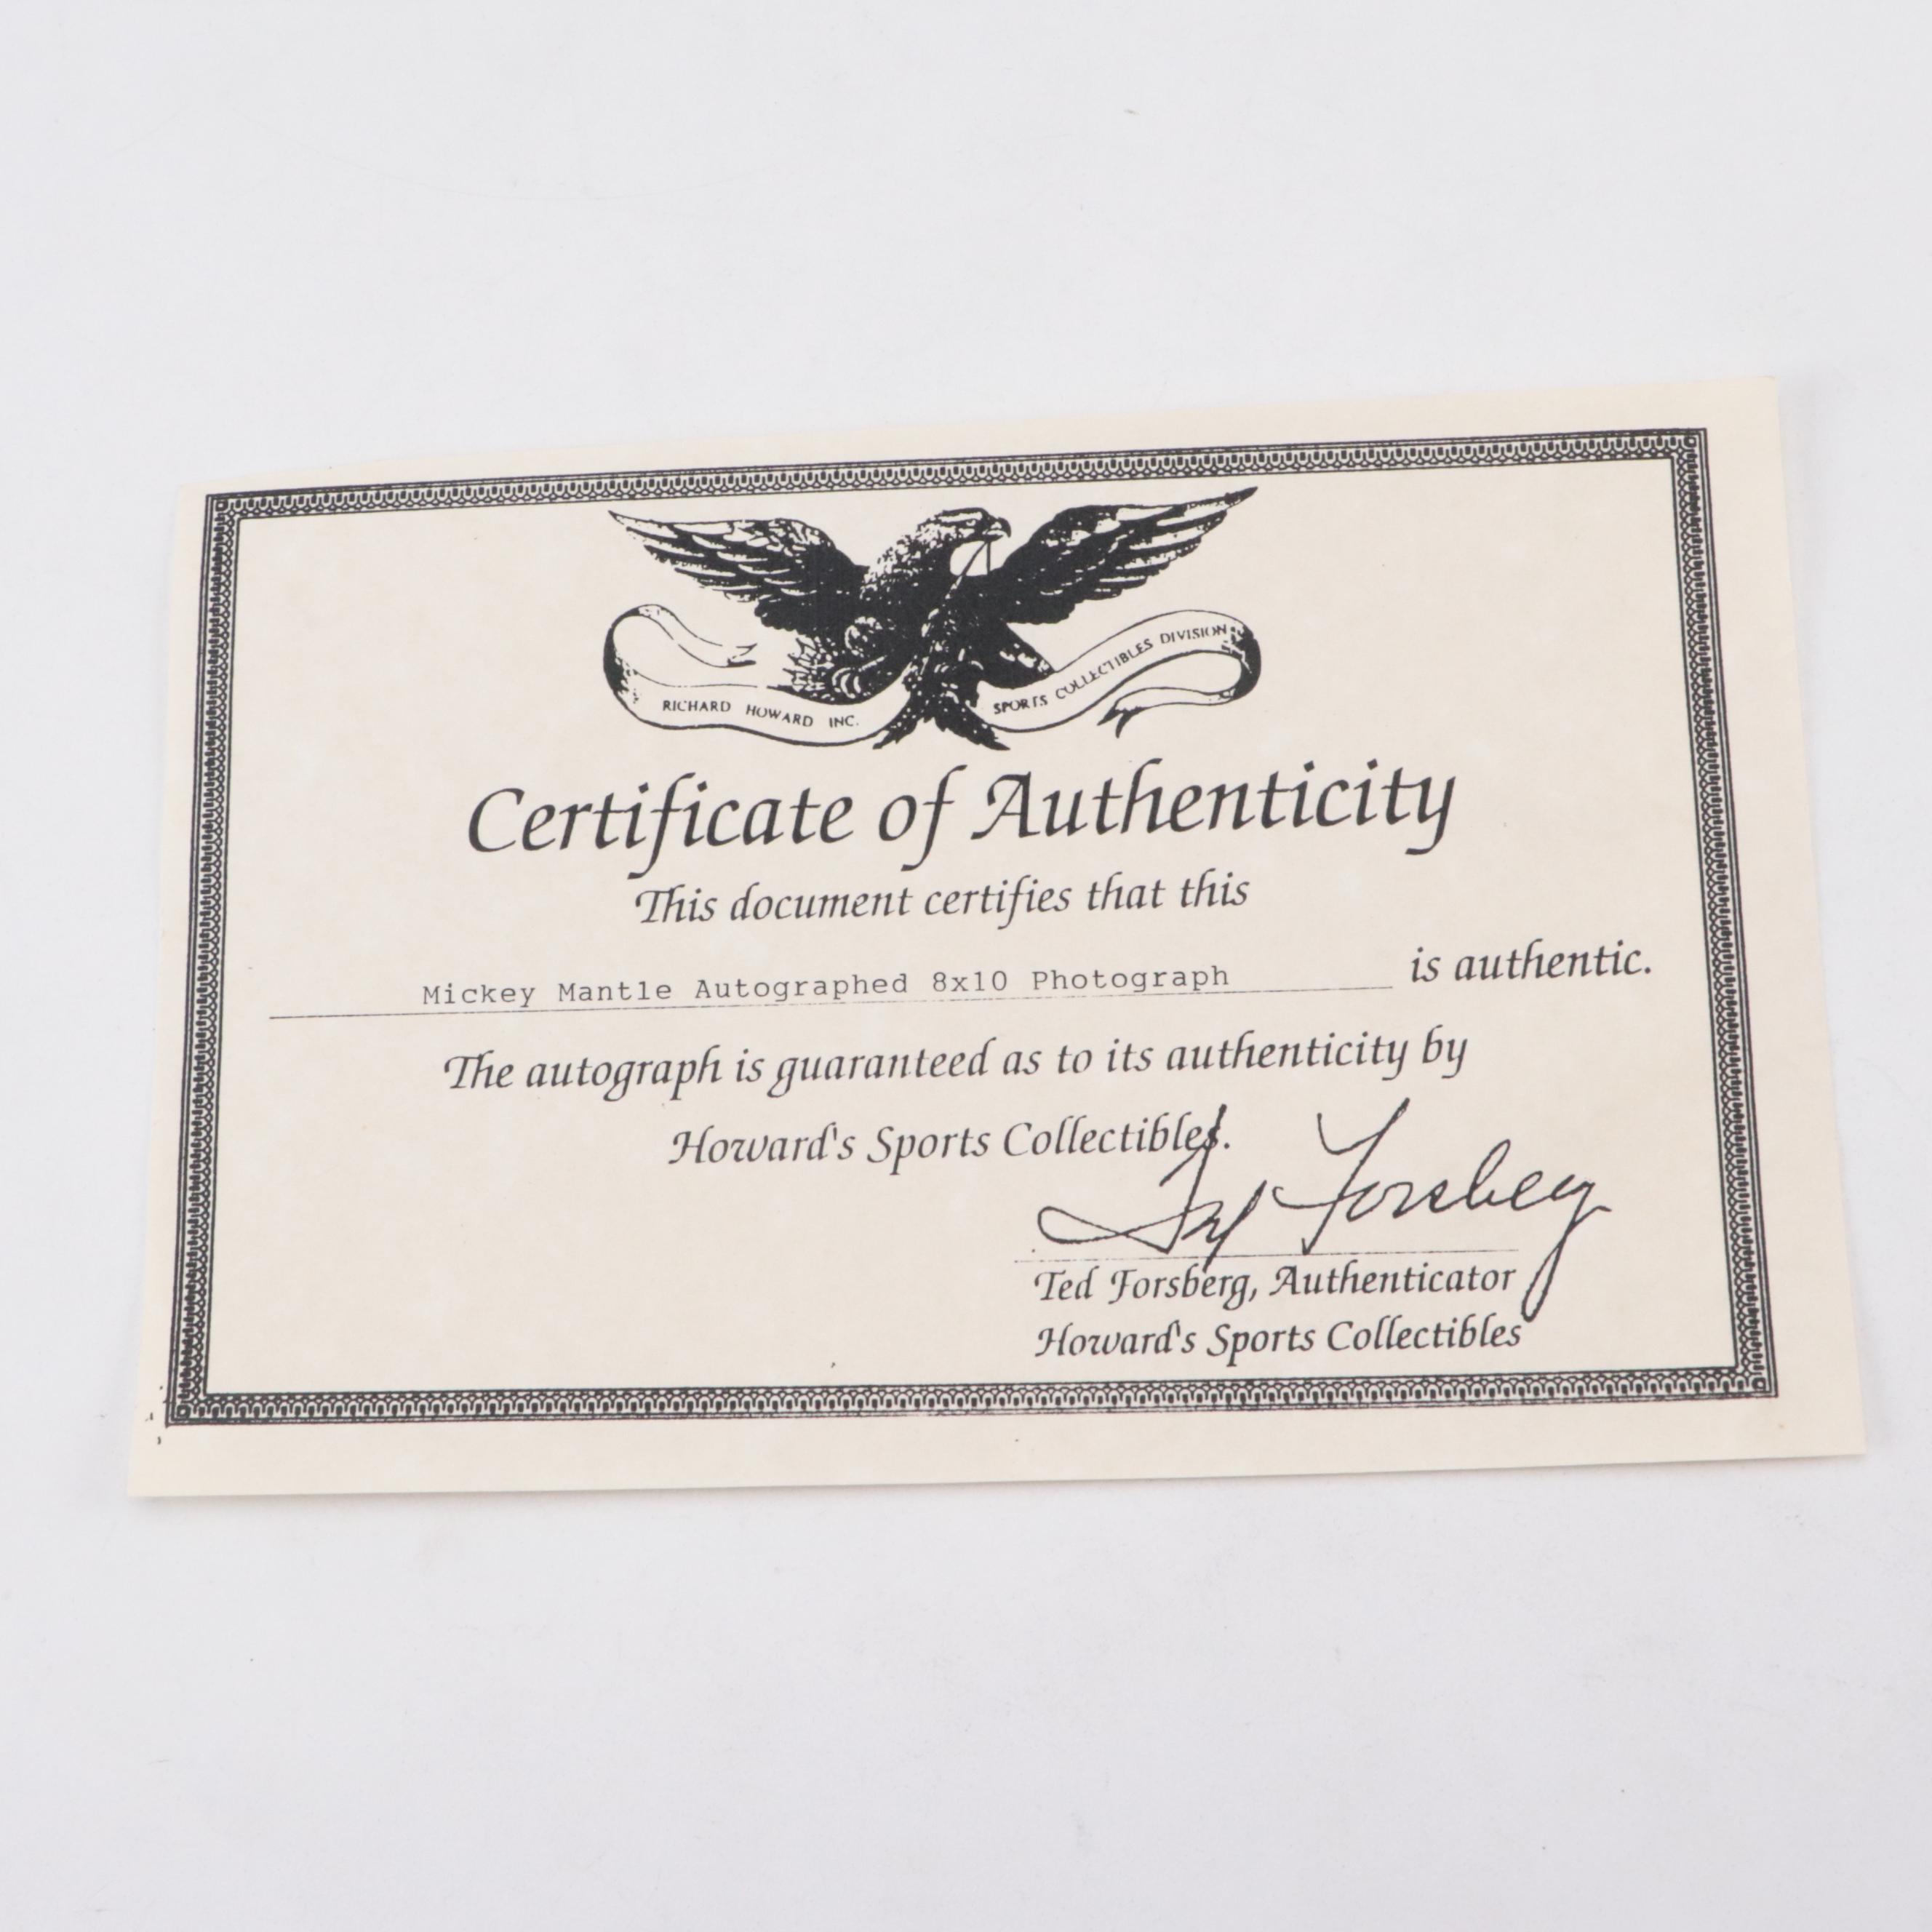 RICHARD HOWARD INC.
SPORTS COLLECTIBLES DIVISION
Certificate of Authenticity
This document certifies that this
Mickey Mantle Autographed 8x10 Photograph is authentic.
The autograph is guaranteed as to its authenticity by
Howard's Sports Collectibles.
Ted Forsberg
Ted Forsberg, Authenticator
Howard's Sports Collectibles